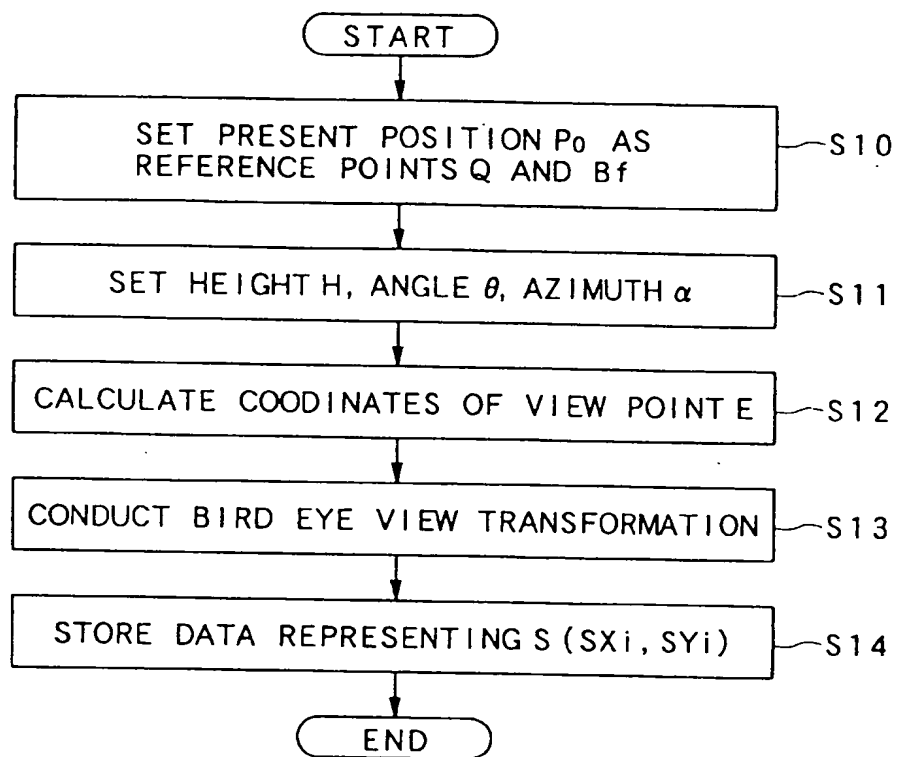 START
SET PRESENT POSITION Po AS
REFERENCE POINTS Q AND Bf
S10
SET HEIGHT H, ANGLE θ, AZIMUTH α
S11
CALCULATE COODINATES OF VIEW POINT E
S12
CONDUCT BIRD EYE VIEW TRANSFORMATION
S13
STORE DATA REPRESENTING S (SXi, SYi)
S14
END